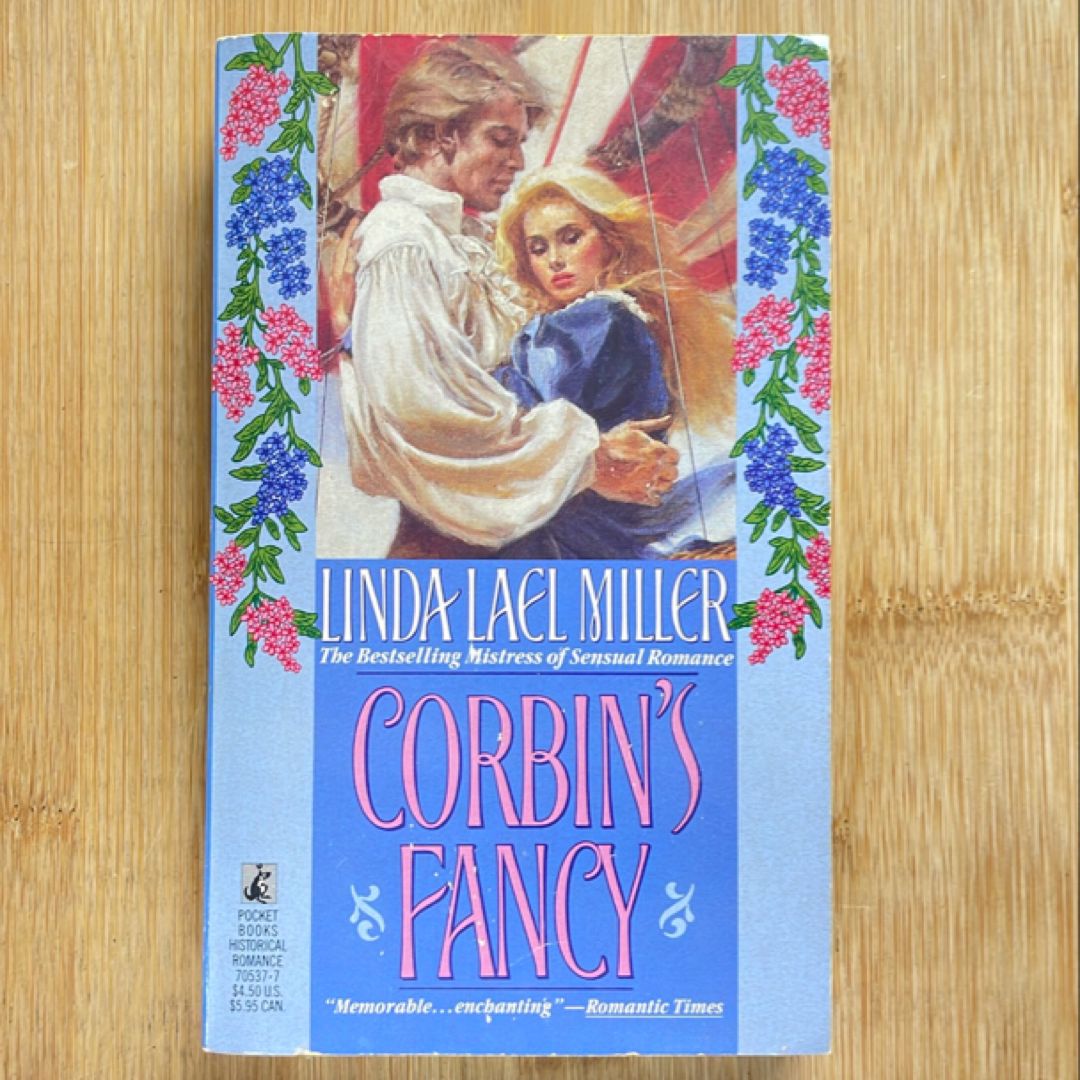 LINDA LAEL MILLER
The Bestselling Mistress of Sensual Romance
CORBIN'S
FANCY
"Memorable...enchanting"—Romantic Times
POCKET
BOOKS
HISTORICAL
ROMANCE
70537-7
$4.50 U.S.
$5.95 CAN.